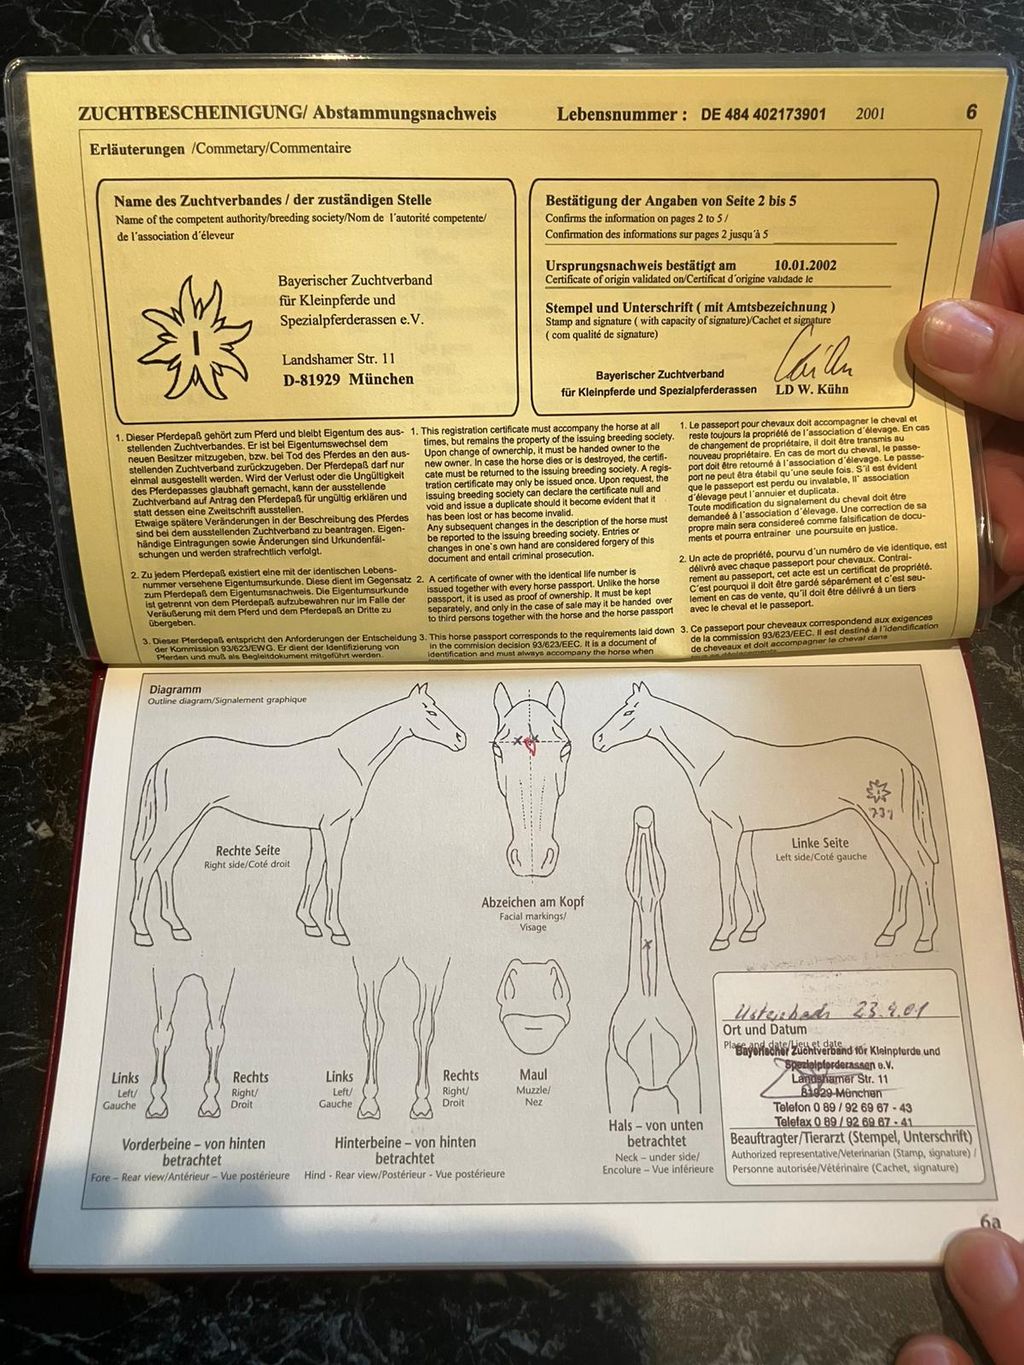 ZUCHTBESCHEINIGUNG/ Abstammungsnachweis Lebensnummer : DE 484 402173901 2001 6
Erläuterungen /Commetary/Commentaire
Name des Zuchtverbandes / der zuständigen Stelle
Name of the competent authority/breeding society/Nom de l'autorité competente/
de l'association d'éleveur
Bayerischer Zuchtverband
für Kleinpferde und
Spezialpferderassen e.V.
Landshamer Str. 11
D-81929 München
Bestätigung der Angaben von Seite 2 bis 5
Confirms the information on pages 2 to 5 /
Confirmation des informations sur pages 2 jusqu'à 5
Ursprungsnachweis bestätigt am 10.01.2002
Certificate of origin validated on/Certificat d'origine validade le
Stempel und Unterschrift ( mit Amtsbezeichnung )
Stamp and signature ( with capacity of signature)/Cachet et signature
( com qualité de signature)
Bayerischer Zuchtverband
für Kleinpferde und Spezialpferderassen LD W. Kühn
1. Dieser Pferdepaß gehört zum Pferd und bleibt Eigentum des aus-
stellenden Zuchtverbandes. Er ist bei Eigentumswechsel dem
neuen Besitzer mitzugeben, bzw. bei Tod des Pferdes an den aus-
stellenden Zuchtverband zurückzugeben. Der Pferdepaß darf nur
einmal ausgestellt werden. Wird der Verlust oder die Ungültigkeit
des Pferdepasses glaubhaft gemacht, kann der ausstellende
Zuchtverband auf Antrag den Pferdepaß für ungültig erklären und
statt dessen eine Zweitschrift ausstellen.
Etwaige spätere Veränderungen in der Beschreibung des Pferdes
sind bei dem ausstellenden Zuchtverband zu beantragen. Eigen-
händige Eintragungen sowie Änderungen sind Urkundenfäl-
schungen und werden strafrechtlich verfolgt.
2. Zu jedem Pferdepaß existiert eine mit der identischen Lebens-
nummer versehene Eigentumsurkunde. Diese dient im Gegensatz
zum Pferdepaß dem Eigentumsnachweis. Die Eigentumsurkunde
ist getrennt von dem Pferdepaß aufzubewahren nur im Falle der
Veräußerung mit dem Pferd und dem Pferdepaß an Dritte zu
übergeben.
3. Dieser Pferdepaß entspricht den Anforderungen der Entscheidung
der Kommission 93/623/EWG. Er dient der Identifizierung von
Pferden und muß als Begleitdokument mitgeführt werden.
1. This registration certificate must accompany the horse at all
times, but remains the property of the issuing breeding society.
Upon change of ownerchip, it must be handed owner to the
new owner. In case the horse dies or is destroyed, the certifi-
cate must be returned to the issuing breeding society. A regis-
tration certificate may only be issued once. Upon request, the
issuing breeding society can declare the certificate null and
void and issue a duplicate should it become evident that it
has been lost or has become invalid.
Any subsequent changes in the description of the horse must
be reported to the issuing breeding society. Entries or
changes in one's own hand are considered forgery of this
document and entail criminal prosecution.
2. A certificate of owner with the identical life number is
issued together with every horse passport. Unlike the horse
passport, it is used as proof of ownership. It must be kept
separately, and only in the case of sale may it be handed over
to third persons together with the horse and the horse passport
3. This horse passport corresponds to the requirements laid down
in the commision decision 93/623/EEC. It is a document of
identification and must always accompany the horse when
1. Le passeport pour chevaux doit accompagner le cheval et
reste toujours la propriété de l'association d'élevage. En cas
de changement de propriétaire, il doit être transmis au
nouveau propriétaire. En cas de mort du cheval, le passe-
port doit être retourné à l'association d'élevage. Le passe-
port ne peut être établi qu'une seule fois. S'il est évident
que le passeport est perdu ou invalable, ll' association
d'élevage peut l'annuier et duplicata.
Toute modification du signalement du cheval doit être
demandeé à l'association d'élevage. Une correction de sa
propre main sera considereé comme falsification de docu-
ments et pourra entrainer une poursuite en justice.
2. Un acte de propriété, pourvu d'un numéro de vie identique, est
délivré avec chaque passeport pour chevaux. Contrai-
rement au passeport, cet acte est un certificat de propriété.
C'est pourquoi il doit être gardé séparément et c'est seu-
lement en cas de vente, qu'il doit être délivré à un tiers
avec le cheval et le passeport.
3. Ce passeport pour cheveaux correspondend aux exigences
de la commission 93/623/EEC. Il est destiné à l'idendification
de cheveaux et doit accompagner le cheval dans
Diagramm
Outline diagram/Signalement graphique
Rechte Seite
Right side/Coté droit
Abzeichen am Kopf
Facial markings/
Visage
731
Linke Seite
Left side/Coté gauche
Links
Left/
Gauche
Rechts
Right/
Droit
Vorderbeine – von hinten
betrachtet
Fore – Rear view/Antérieur – Vue postérieure
Links
Left/
Gauche
Rechts
Right/
Droit
Hinterbeine – von hinten
betrachtet
Hind - Rear view/Postérieur - Vue postérieure
Maul
Muzzle/
Nez
Hals – von unten
betrachtet
Neck – under side/
Encolure – Vue inférieure
23.9.01
Ort und Datum
Place and date/Lieu et date
Bayerischer Zuchtverband für Kleinpferde und
Spezialpferderassen e.V.
Landshamer Str. 11
81929 München
Telefon 0 89 / 92 69 67 - 43
Telefax 0 89 / 92 69 67 - 41
Beauftragter/Tierarzt (Stempel, Unterschrift)
Authorized representative/Veterinarian (Stamp, signature) /
Personne autorisée/Vétérinaire (Cachet, signature)
6a